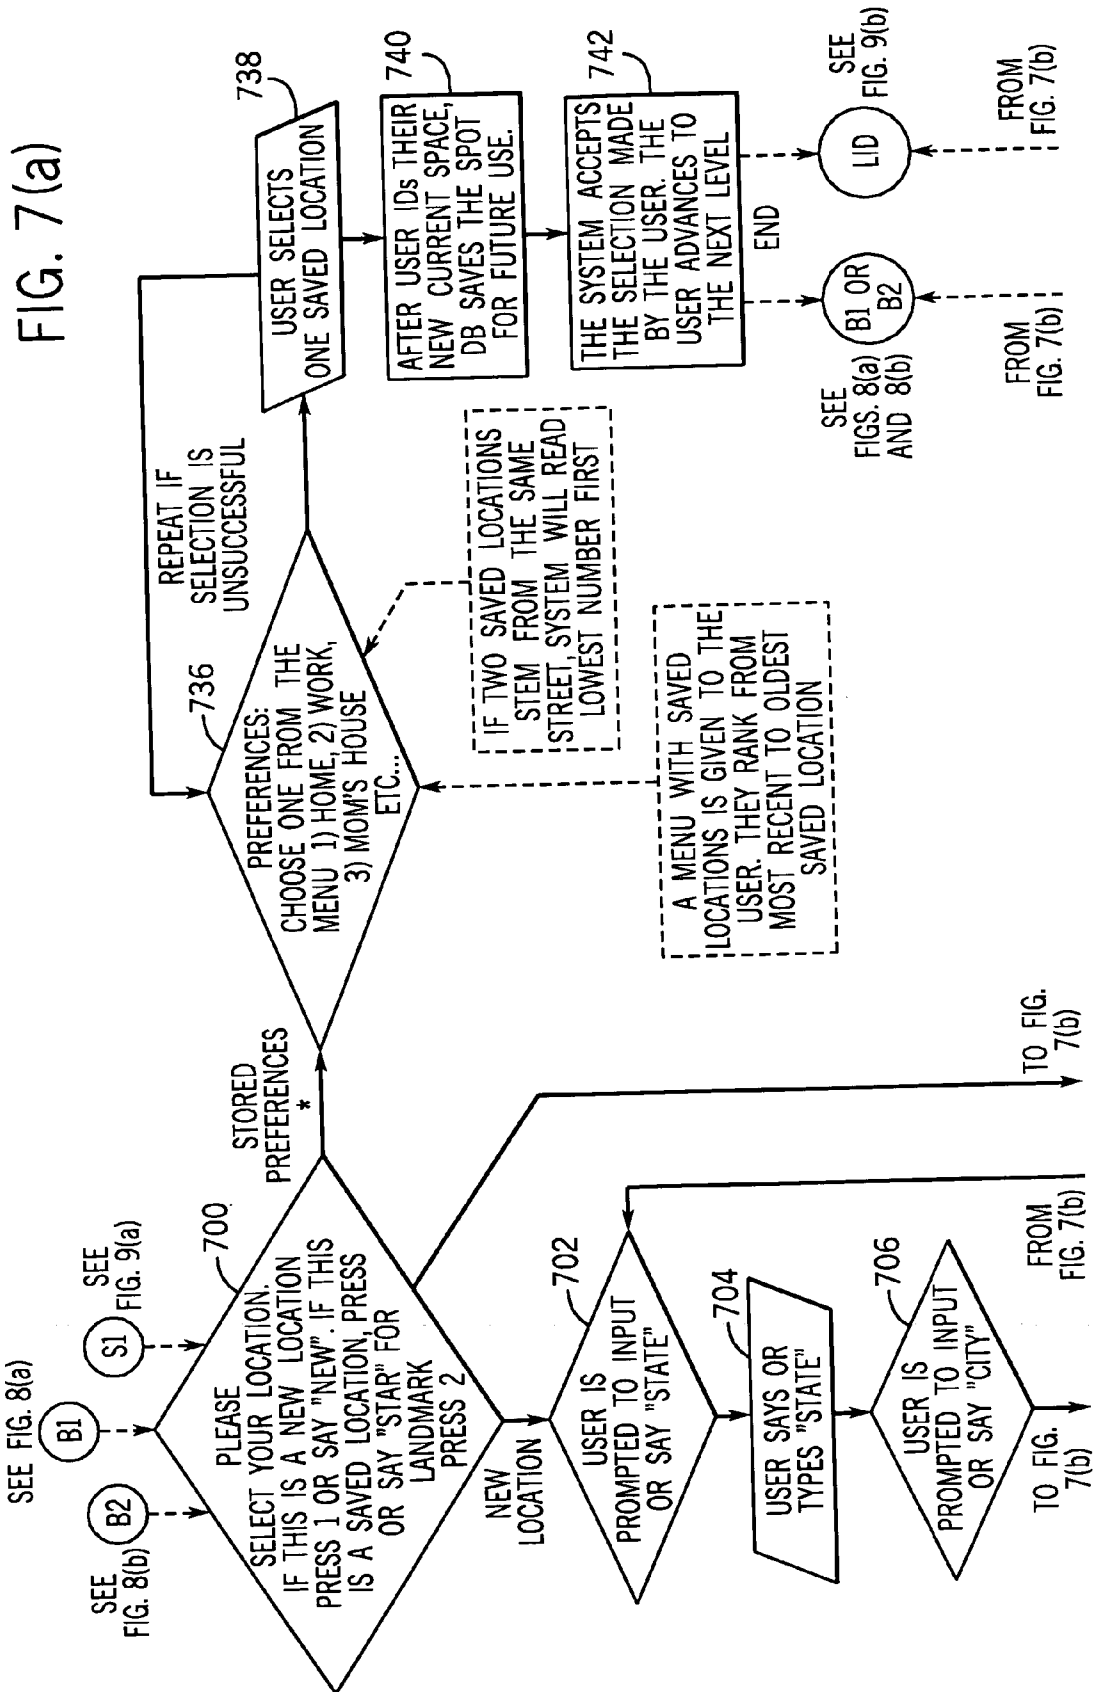 FIG. 7(a)
SEE FIG. 8(a)
SEE
FIG. 8(b)
B2
B1
S1
SEE
FIG. 9(a)
700
PLEASE
SELECT YOUR LOCATION.
IF THIS IS A NEW LOCATION
PRESS 1 OR SAY "NEW". IF THIS
IS A SAVED LOCATION, PRESS
OR SAY "STAR" FOR
LANDMARK
PRESS 2
STORED
PREFERENCES
*
NEW
LOCATION
702
USER IS
PROMPTED TO INPUT
OR SAY "STATE"
704
USER SAYS OR
TYPES "STATE"
706
USER IS
PROMPTED TO INPUT
OR SAY "CITY"
TO FIG.
7(b)
FROM
FIG. 7(b)
TO FIG.
7(b)
REPEAT IF
SELECTION IS
UNSUCCESSFUL
736
PREFERENCES:
CHOOSE ONE FROM THE
MENU 1) HOME, 2) WORK,
3) MOM'S HOUSE
ETC...
IF TWO SAVED LOCATIONS
STEM FROM THE SAME
STREET, SYSTEM WILL READ
LOWEST NUMBER FIRST
A MENU WITH SAVED
LOCATIONS IS GIVEN TO THE
USER. THEY RANK FROM
MOST RECENT TO OLDEST
SAVED LOCATION
738
USER SELECTS
ONE SAVED LOCATION
740
AFTER USER IDs THEIR
NEW CURRENT SPACE,
DB SAVES THE SPOT
FOR FUTURE USE.
742
THE SYSTEM ACCEPTS
THE SELECTION MADE
BY THE USER. THE
USER ADVANCES TO
THE NEXT LEVEL
END
SEE
FIGS. 8(a)
AND 8(b)
B1 OR
B2
LID
SEE
FIG. 9(b)
FROM
FIG. 7(b)
FROM
FIG. 7(b)